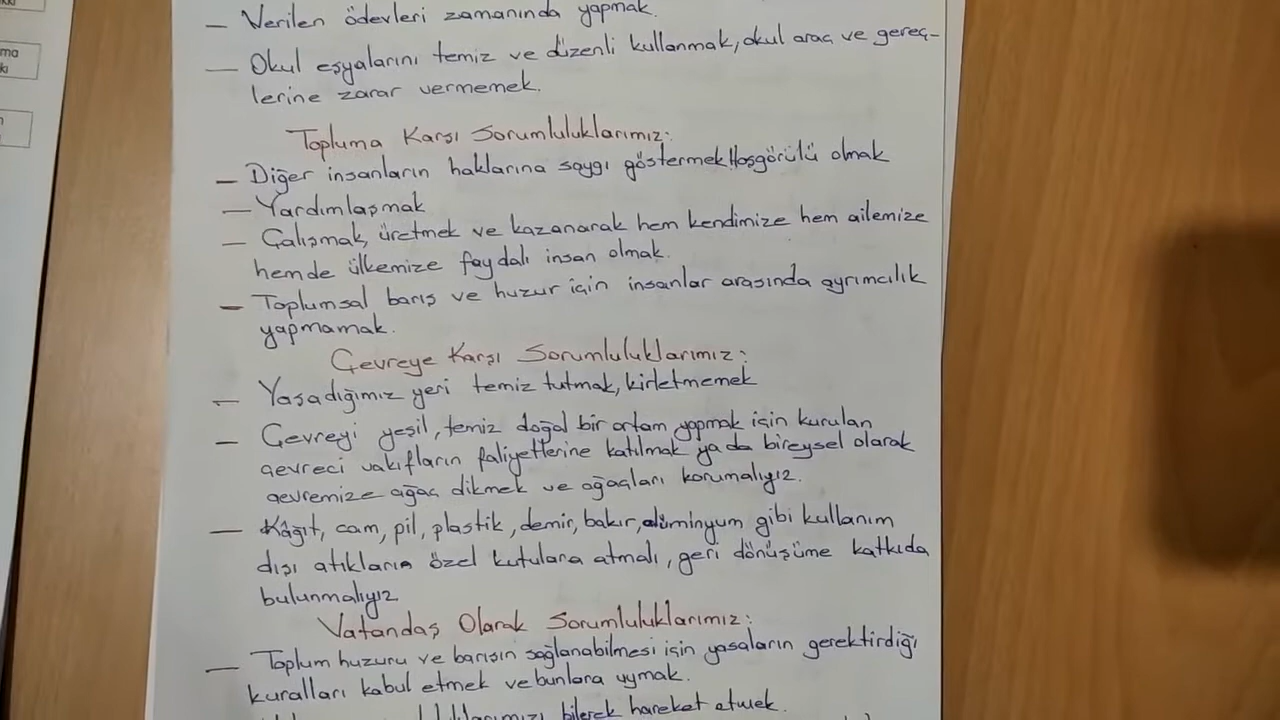 ma
kı
— Verilen ödevleri zamanında yapmak.
— Okul eşyalarını temiz ve düzenli kullanmak, okul araç ve gereç-
lerine zarar vermemek.
Topluma Karşı Sorumluluklarımız:
— Diğer insanların haklarına saygı göstermek Hoşgörülü olmak
— Yardımlaşmak
— Çalışmak, üretmek ve kazanarak hem kendimize hem ailemize
hemde ülkemize faydalı insan olmak.
— Toplumsal barış ve huzur için insanlar arasında ayrımcılık
yapmamak.
Çevreye Karşı Sorumluluklarımız:
— Yaşadığımız yeri temiz tutmak, kirletmemek
— Çevreyi yeşil, temiz doğal bir ortam yapmak için kurulan
çevreci vakıfların faliyetlerine katılmak ya da bireysel olarak
çevremize ağaç dikmek ve ağaçları korumalıyız.
— Kâğıt, cam, pil, plastik, demir, bakır, alüminyum gibi kullanım
dışı atıkların özel kutulara atmalı, geri dönüşüme katkıda
bulunmalıyız
Vatandaş Olarak Sorumluluklarımız:
— Toplum huzuru ve barışın sağlanabilmesi için yasaların gerektirdiği
kuralları kabul etmek ve bunlara uymak.
bilerek hareket etmek.